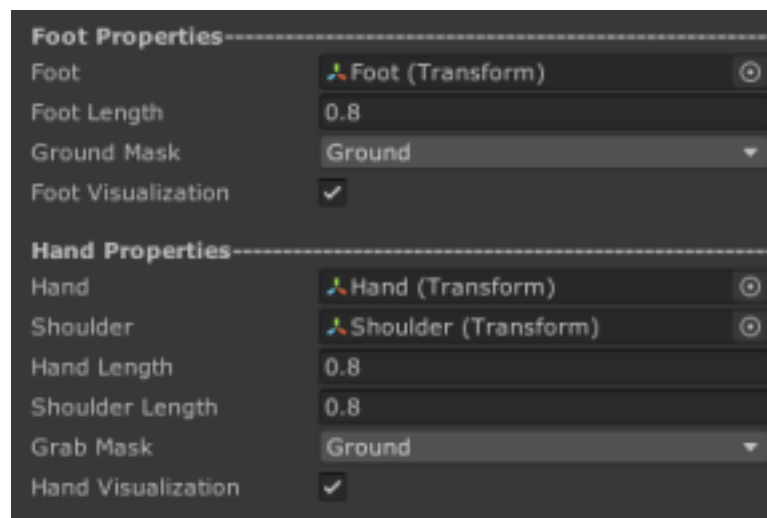 Foot Properties------------------------------------------------
Foot Foot (Transform)
Foot Length 0.8
Ground Mask Ground
Foot Visualization
Hand Properties-----------------------------------------------
Hand Hand (Transform)
Shoulder Shoulder (Transform)
Hand Length 0.8
Shoulder Length 0.8
Grab Mask Ground
Hand Visualization